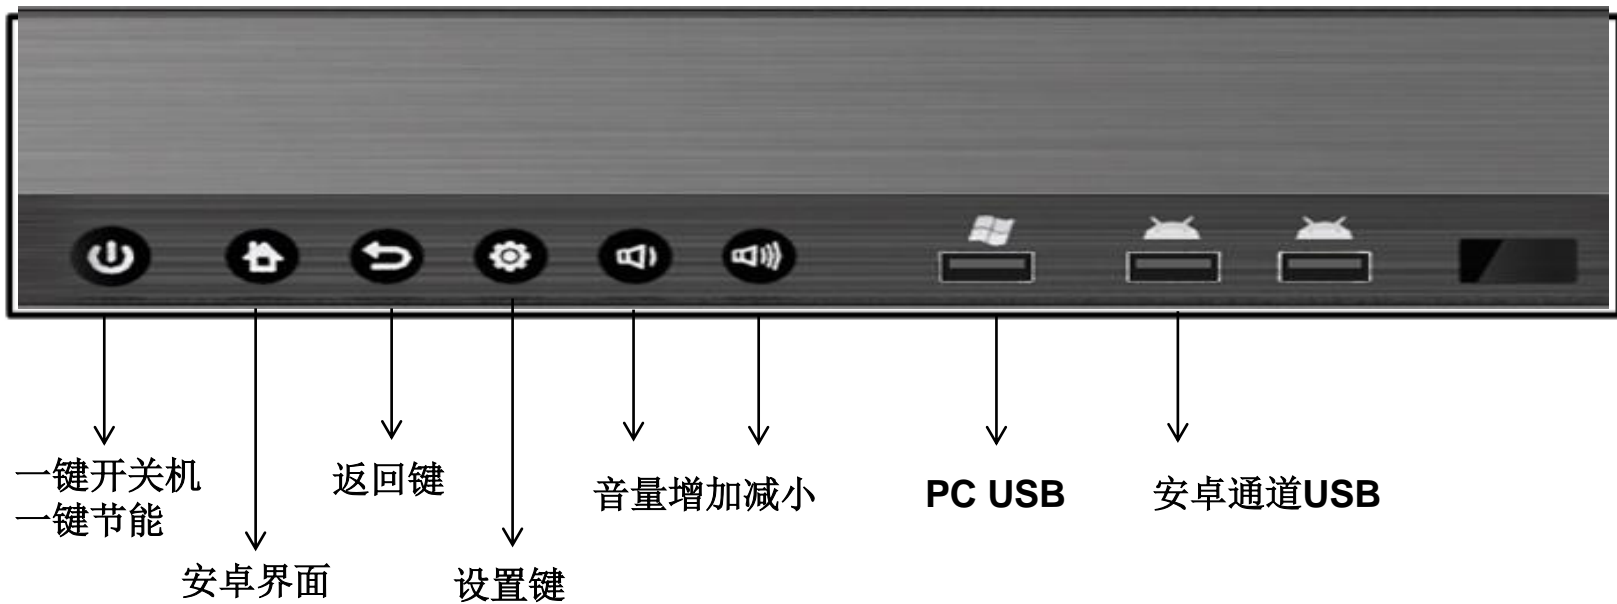 一键开关机
一键节能
安卓界面
返回键
设置键
音量增加减小
PC USB
安卓通道USB